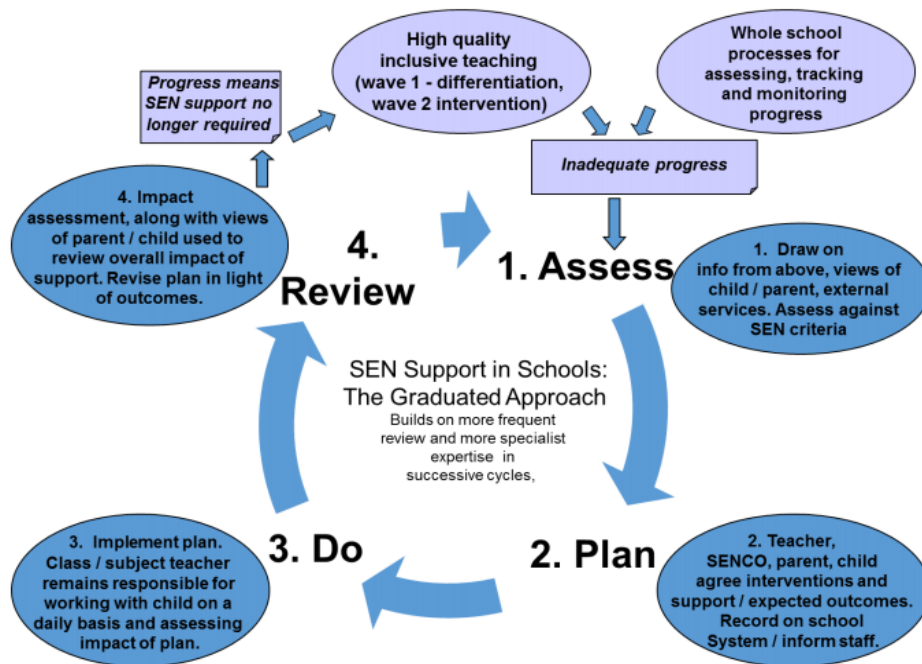 High quality
inclusive teaching
(wave 1 - differentiation,
wave 2 intervention)
Whole school
processes for
assessing, tracking
and monitoring
progress
Progress means
SEN support no
longer required
Inadequate progress
4. Impact
assessment, along with views
of parent / child used to
review overall impact of
support. Revise plan in light
of outcomes.
4.
Review
1. Assess
1. Draw on
info from above, views of
child / parent, external
services. Assess against
SEN criteria
SEN Support in Schools:
The Graduated Approach
Builds on more frequent
review and more specialist
expertise in
successive cycles,
3. Implement plan.
Class / subject teacher
remains responsible for
working with child on a
daily basis and assessing
impact of plan.
3. Do
2. Plan
2. Teacher,
SENCO, parent, child
agree interventions and
support / expected outcomes.
Record on school
System / inform staff.